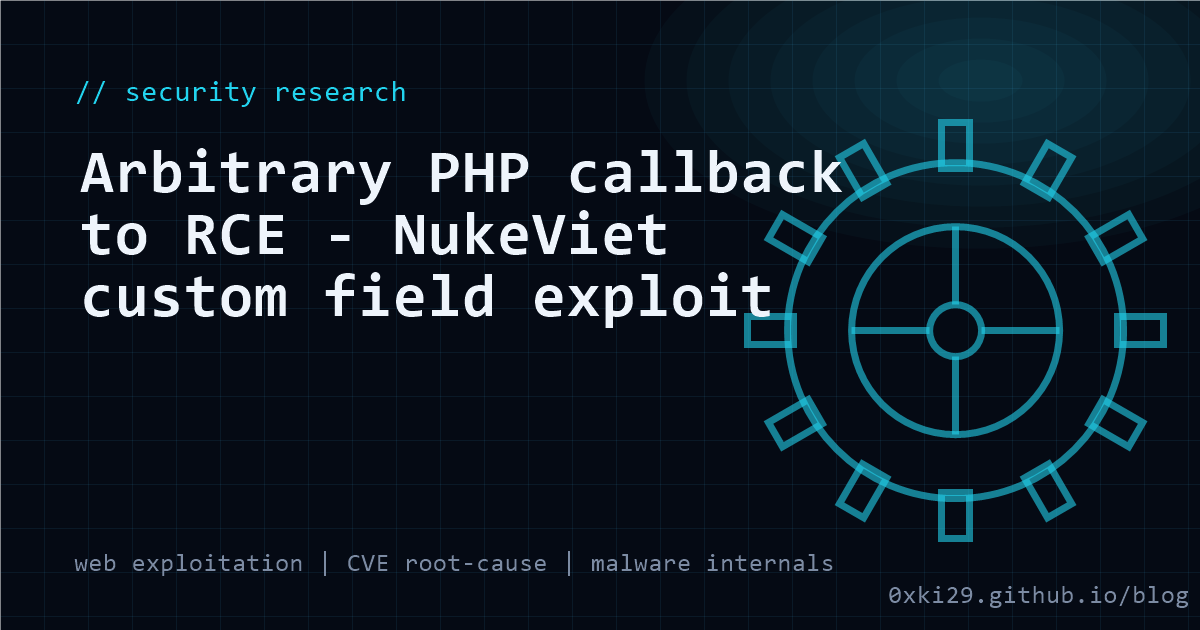 // security research
Arbitrary PHP callback
to RCE - NukeViet
custom field exploit
web exploitation | CVE root-cause | malware internals
0xki29.github.io/blog